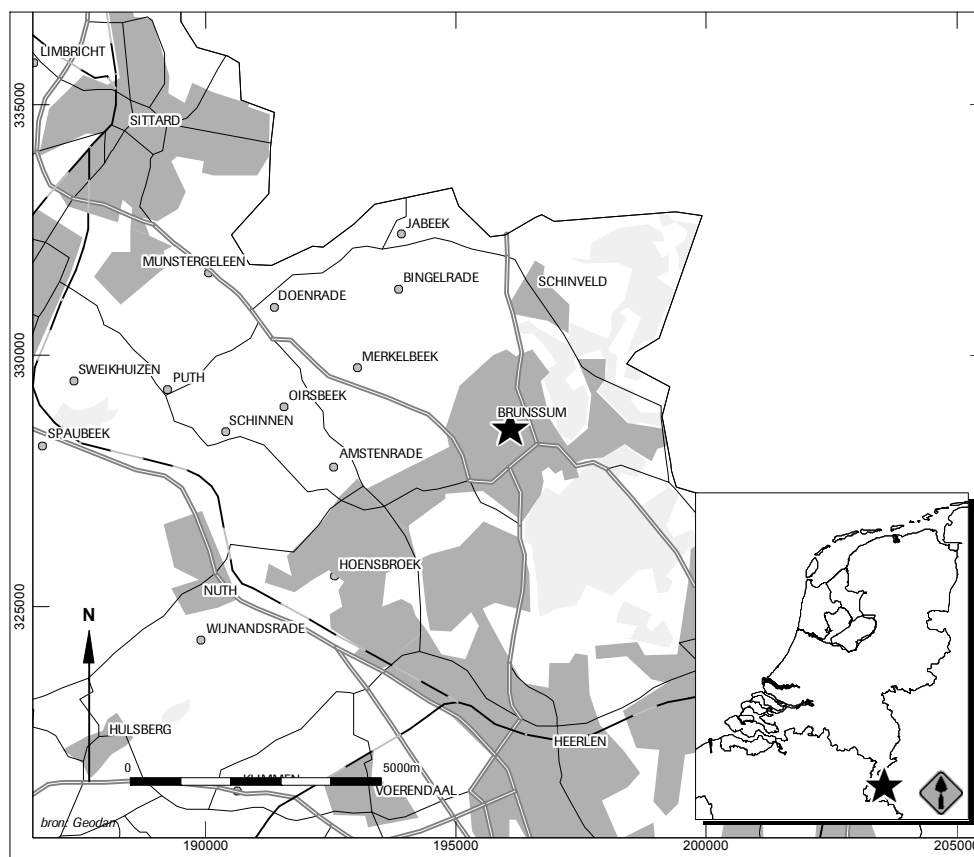 LIMBRICHT
335000
SITTARD
JABEEK
MUNSTERGELEEN
BINGELRADE
SCHINVELD
DOENRADE
330000
MERKELBEEK
SWEIKHUIZEN
PUTH
OIRSBEEK
BRUNSSUM
SCHINNEN
SPAUBEEK
AMSTENRADE
HOENSBROEK
325000
NUTH
N
WIJNANDSRADE
HULSBERG
HEERLEN
0
5000m
KLIMMEN
VOERENDAAL
bron: Geodan
190000
195000
200000
205000